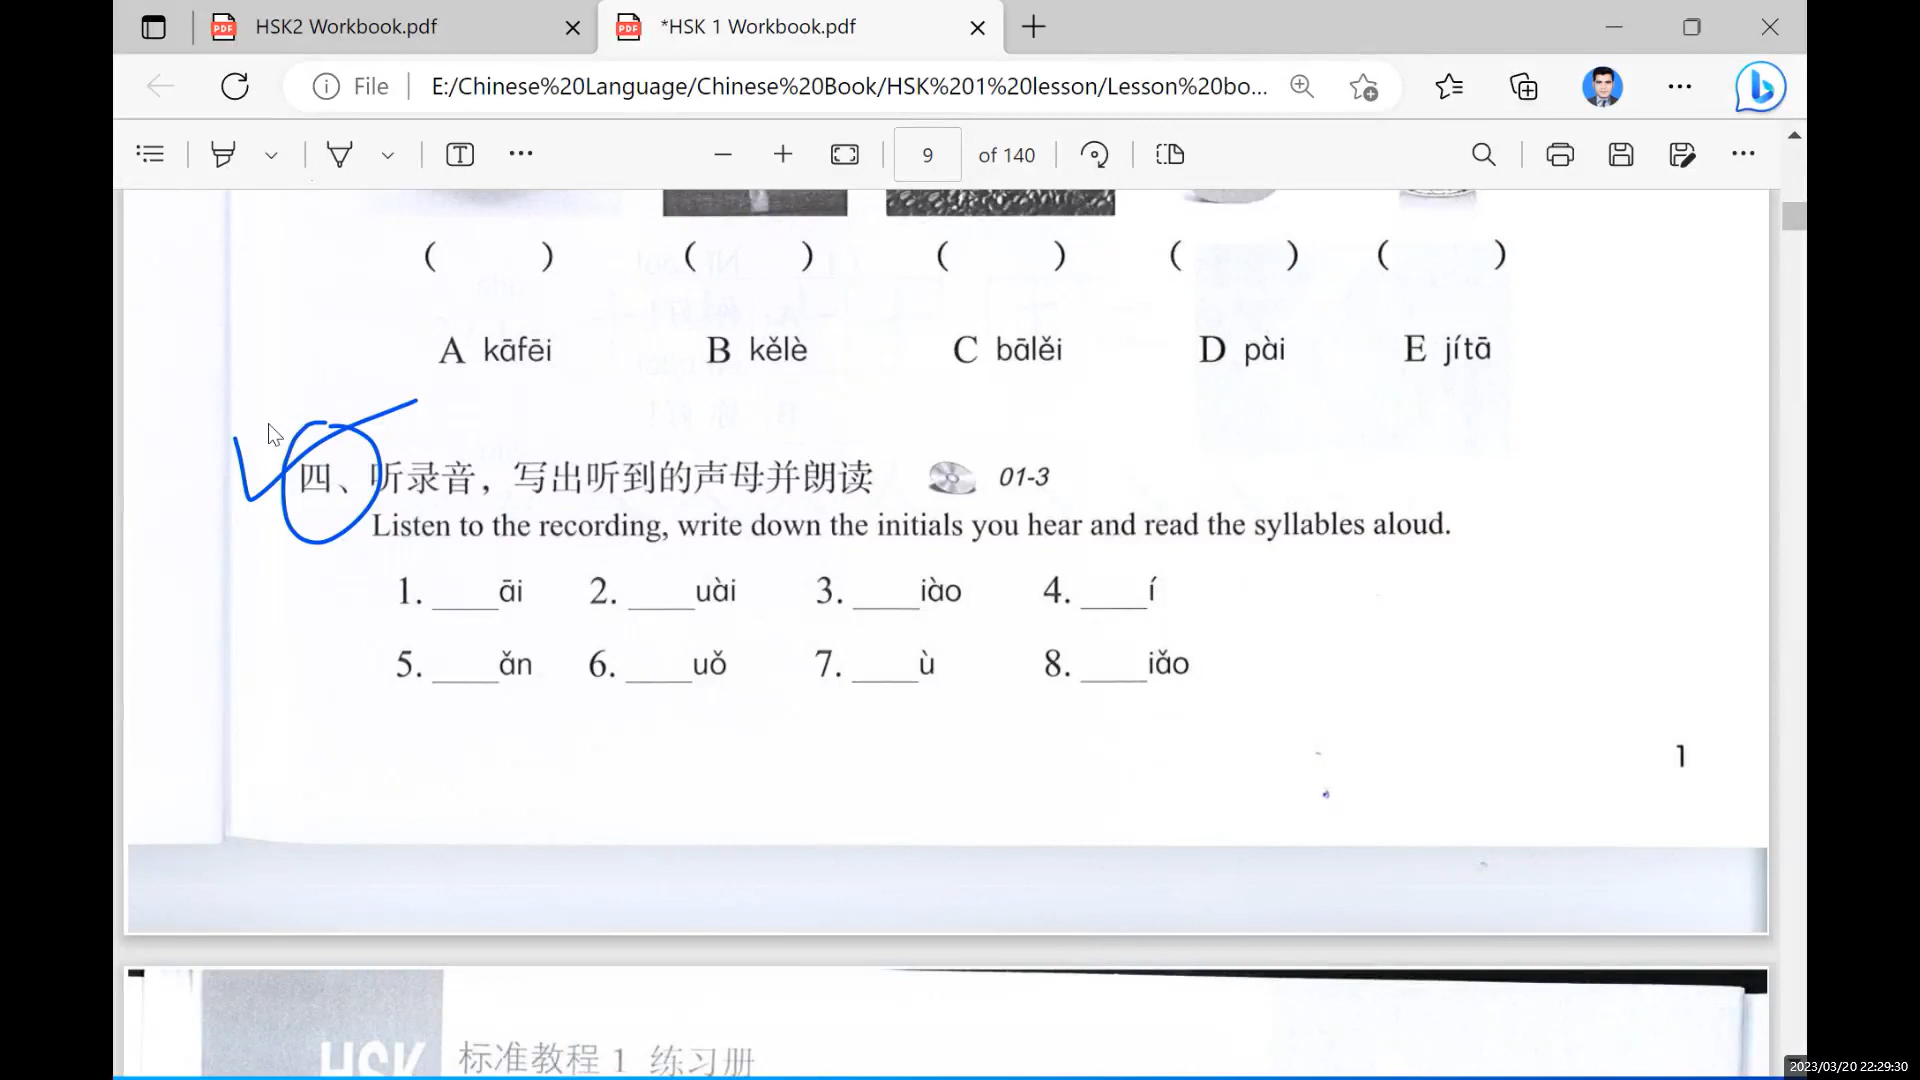 HSK2 Workbook.pdf
*HSK 1 Workbook.pdf
File
E:/Chinese%20Language/Chinese%20Book/HSK%201%20lesson/Lesson%20bo...
9 of 140
( ) ( ) ( ) ( ) ( )
A kāfēi B kělè C bālěi D pài E jítā
四、听录音，写出听到的声母并朗读 01-3
Listen to the recording, write down the initials you hear and read the syllables aloud.
1. ____āi 2. ____uài 3. ____iào 4. ____í
5. ____ǎn 6. ____uǒ 7. ____ù 8. ____iǎo
1
HSK 标准教程 1 练习册
2023/03/20 22:29:30